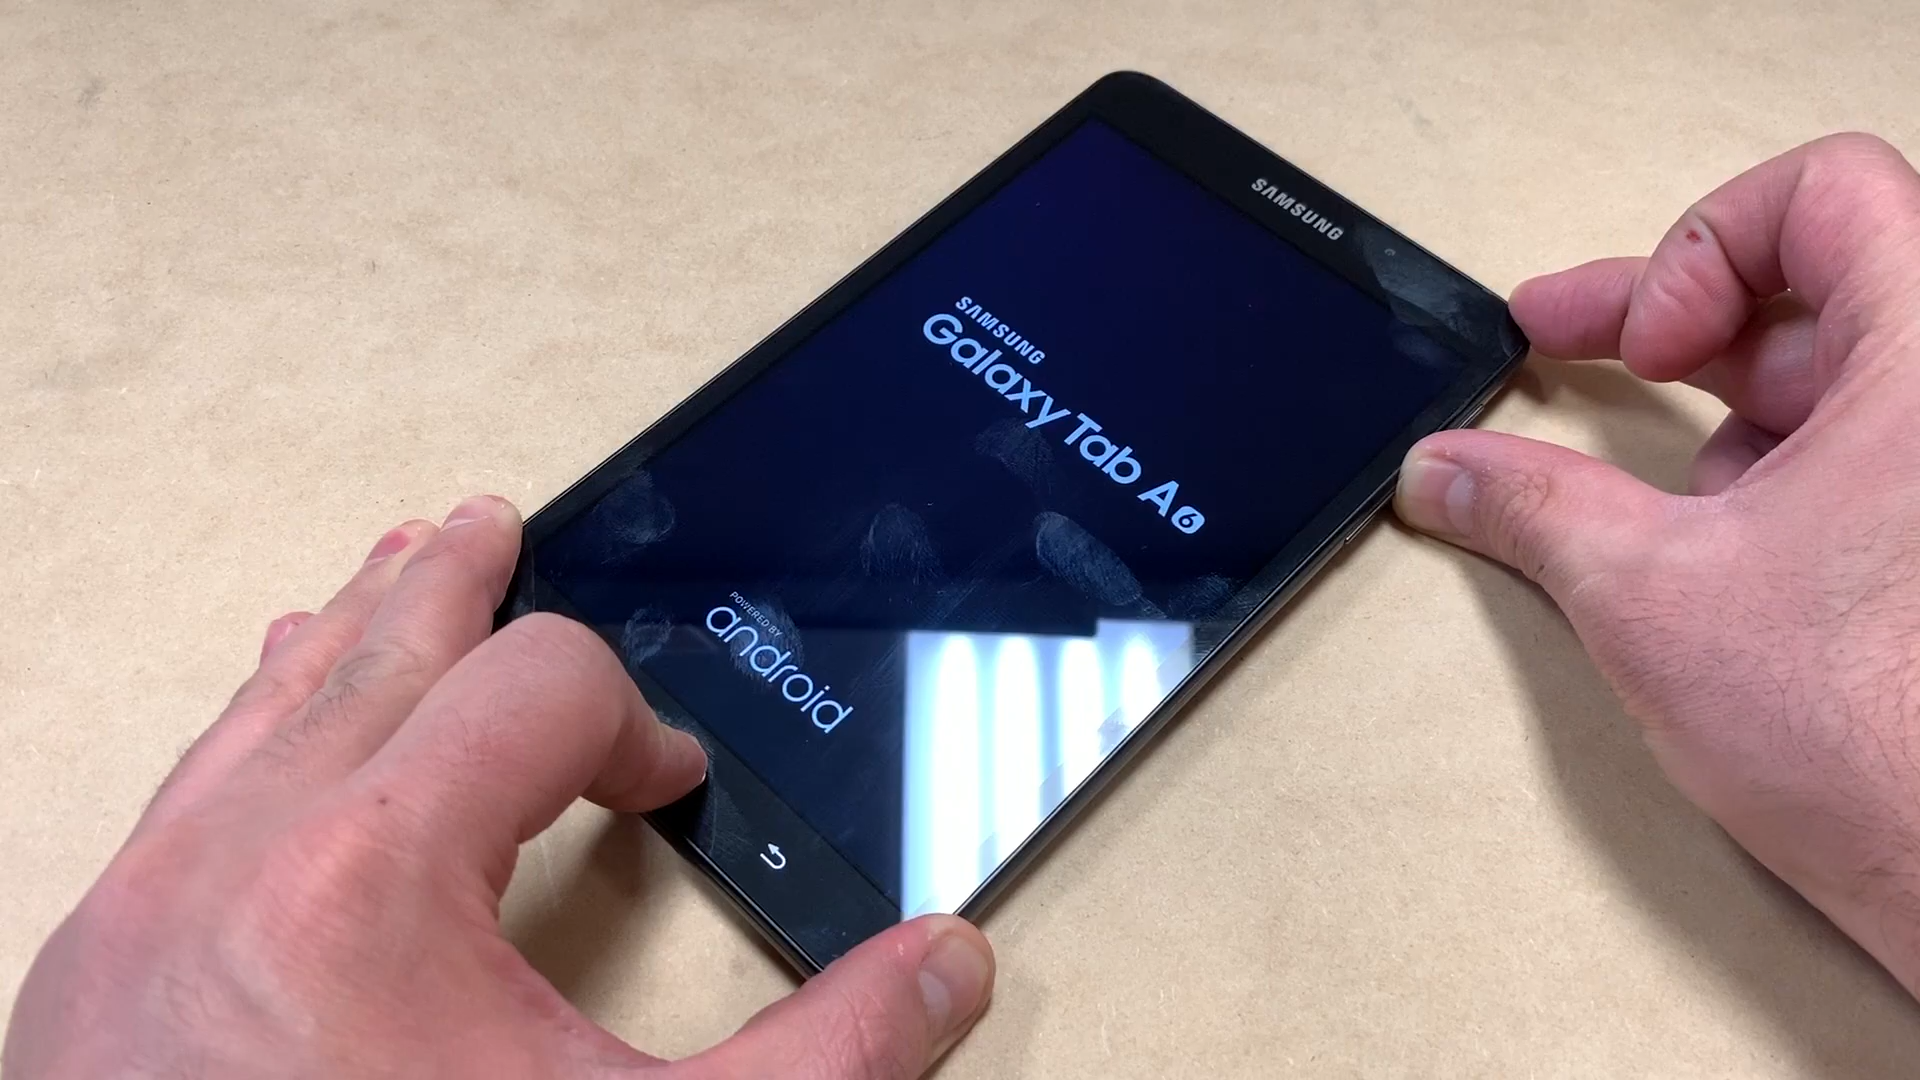 SAMSUNG
SAMSUNG
Galaxy Tab A6
POWERED BY
android